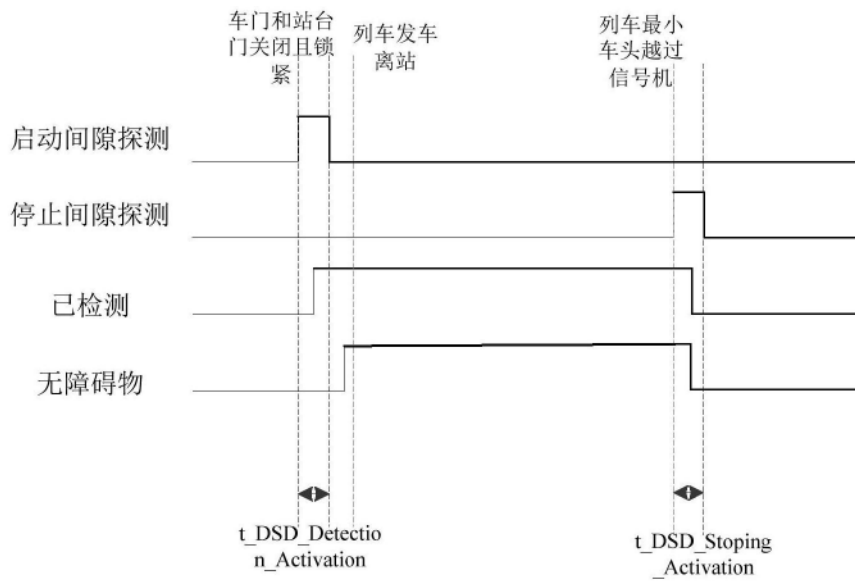 车门和站台
门关闭且锁
紧
列车发车
离站
列车最小
车头越过
信号机
启动间隙探测
停止间隙探测
已检测
无障碍物
t_DSD_Detectio
n_Activation
t_DSD_Stoping
_Activation